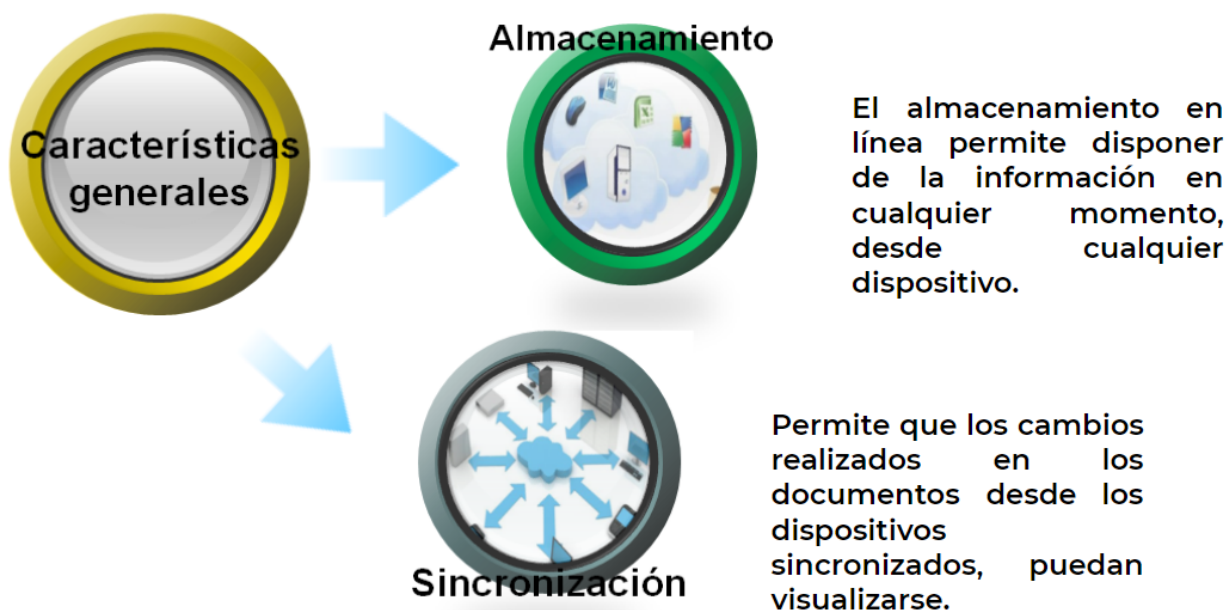 Característícas
generales
Almacenamiento
El almacenamiento en
línea permite disponer
de la información en
cualquier momento,
desde cualquier
dispositivo.
Sincronización
Permite que los cambios
realizados en los
documentos desde los
dispositivos
sincronizados, puedan
visualizarse.